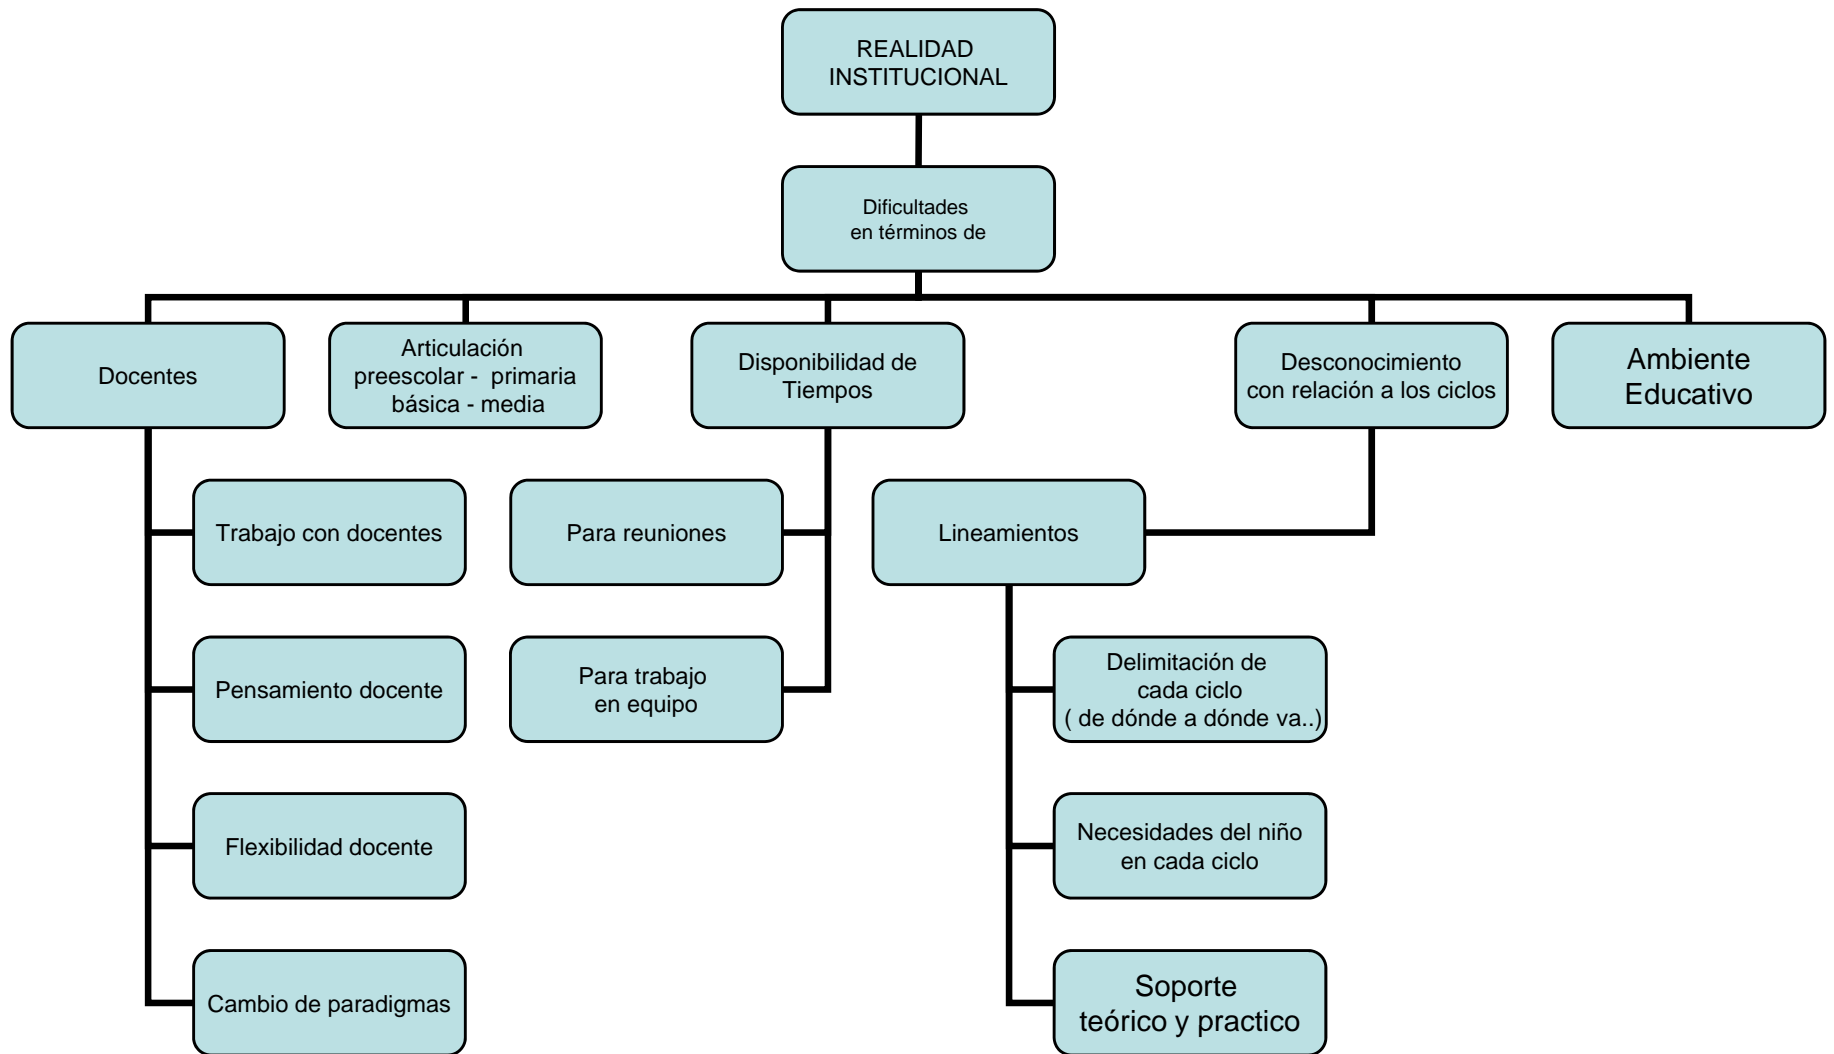 REALIDAD
INSTITUCIONAL
Dificultades
en términos de
Docentes
Articulación
preescolar - primaria
básica - media
Disponibilidad de
Tiempos
Desconocimiento
con relación a los ciclos
Ambiente
Educativo
Trabajo con docentes
Para reuniones
Lineamientos
Pensamiento docente
Para trabajo
en equipo
Delimitación de
cada ciclo
( de dónde a dónde va..)
Flexibilidad docente
Necesidades del niño
en cada ciclo
Cambio de paradigmas
Soporte
teórico y practico